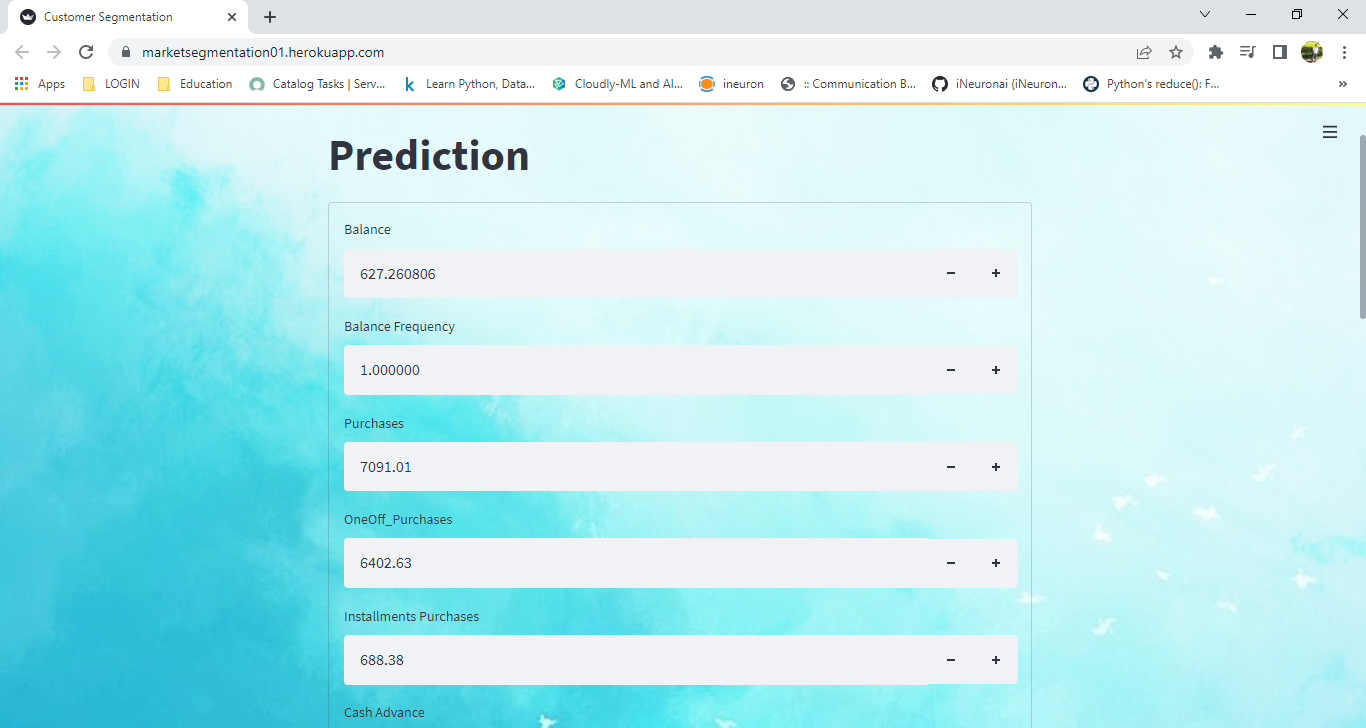 Customer Segmentation
marketsegmentation01.herokuapp.com
Apps LOGIN Education Catalog Tasks | Serv... Learn Python, Data... Cloudly-ML and AI... ineuron :: Communication B... iNeuronai (iNeuron... Python's reduce(): F... »
Prediction
Balance
627.260806 − +
Balance Frequency
1.000000 − +
Purchases
7091.01 − +
OneOff_Purchases
6402.63 − +
Installments Purchases
688.38 − +
Cash Advance